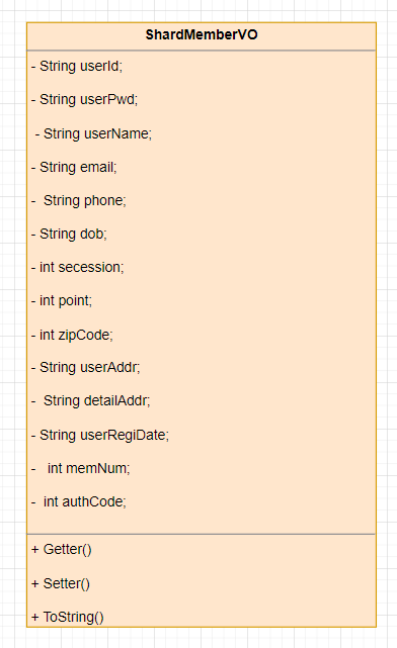 ShardMemberVO
- String userId;
- String userPwd;
- String userName;
- String email;
- String phone;
- String dob;
- int secession;
- int point;
- int zipCode;
- String userAddr;
- String detailAddr;
- String userRegiDate;
- int memNum;
- int authCode;
+ Getter()
+ Setter()
+ ToString()